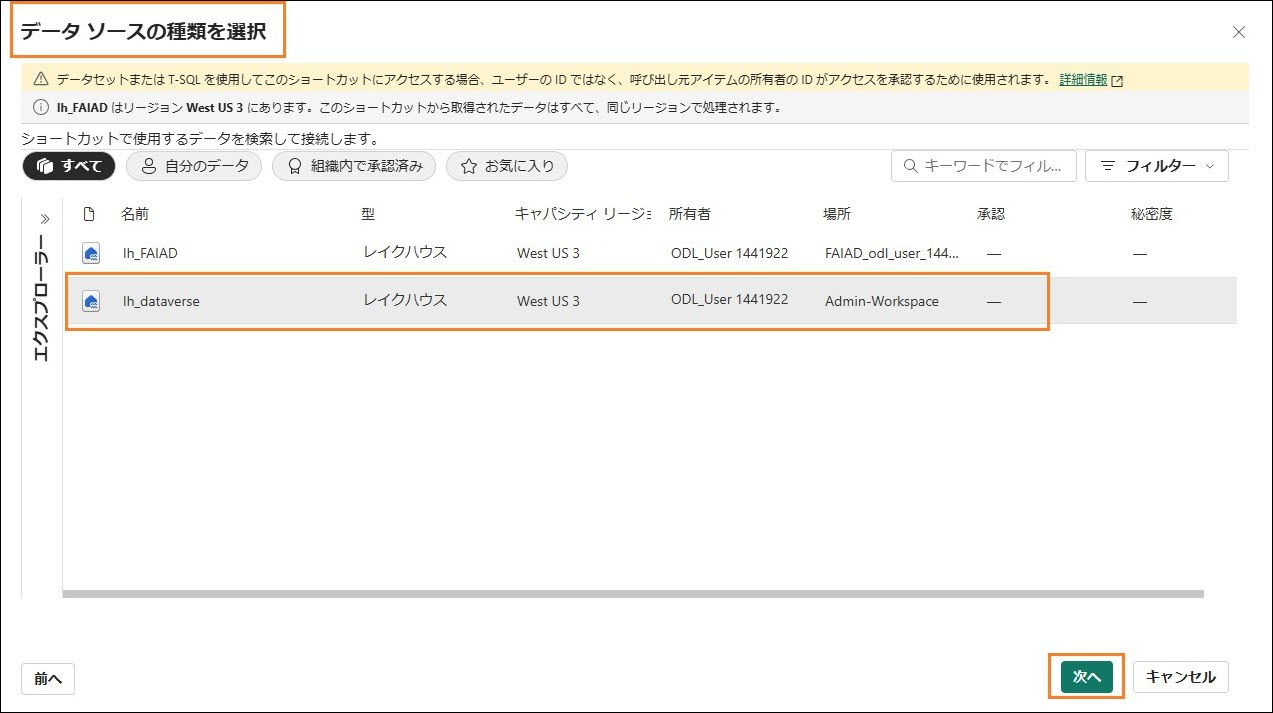 データ ソースの種類を選択
データセットまたは T-SQL を使用してこのショートカットにアクセスする場合、ユーザーの ID ではなく、呼び出し元アイテムの所有者の ID がアクセスを承認するために使用されます。 詳細情報
lh_FAIAD はリージョン West US 3 にあります。このショートカットから取得されたデータはすべて、同じリージョンで処理されます。
ショートカットで使用するデータを検索して接続します。
すべて 自分のデータ 組織内で承認済み お気に入り キーワードでフィル... フィルター
エクスプローラー
名前 型 キャパシティ リージョ 所有者 場所 承認 秘密度
lh_FAIAD レイクハウス West US 3 ODL_User 1441922 FAIAD_odl_user_144... — —
lh_dataverse レイクハウス West US 3 ODL_User 1441922 Admin-Workspace — —
前へ 次へ キャンセル